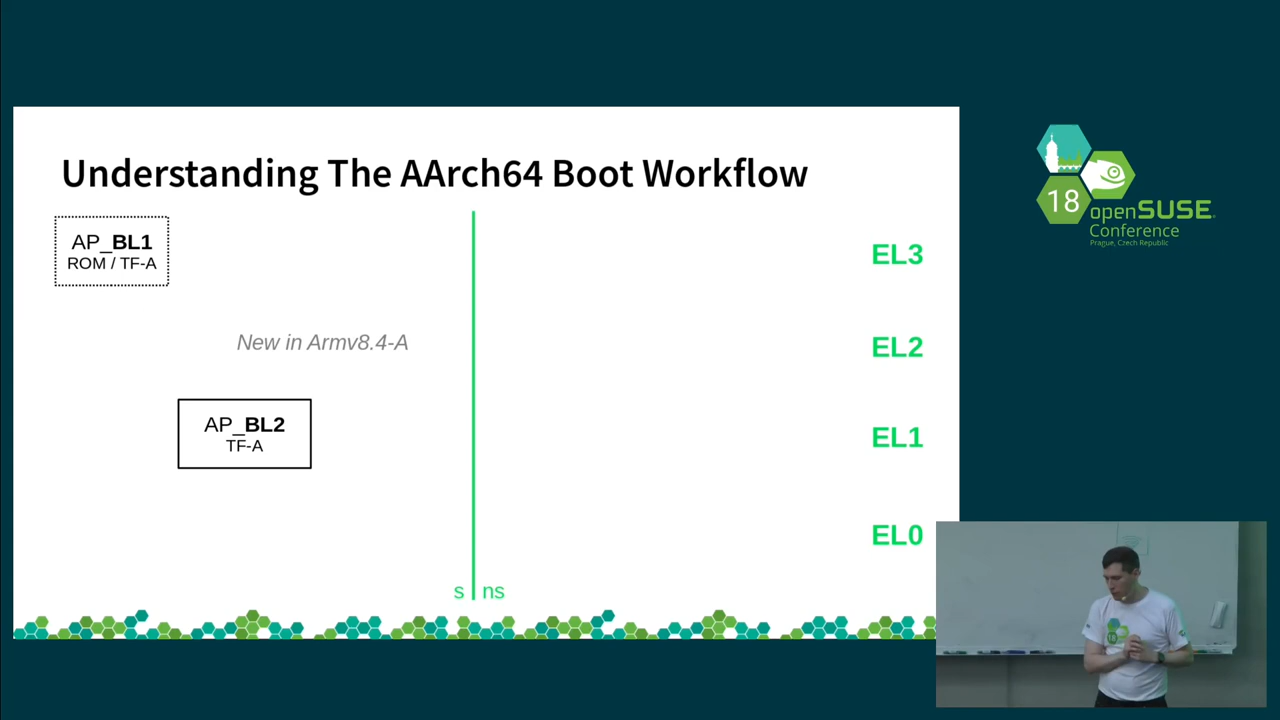 Understanding The AArch64 Boot Workflow
AP_BL1
ROM / TF-A
EL3
New in Armv8.4-A
EL2
AP_BL2
TF-A
EL1
EL0
s
ns
18
openSUSE
Conference
Prague, Czech Republic